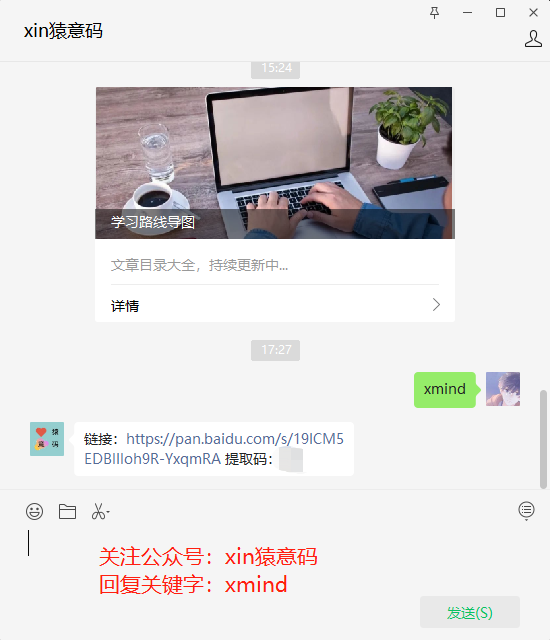 xin猿意码
15:24
学习路线导图
文章目录大全，持续更新中...
详情
17:27
xmind
猿
意 码
链接：https://pan.baidu.com/s/19ICM5
EDBIIIoh9R-YxqmRA 提取码：
关注公众号：xin猿意码
回复关键字：xmind
发送(S)